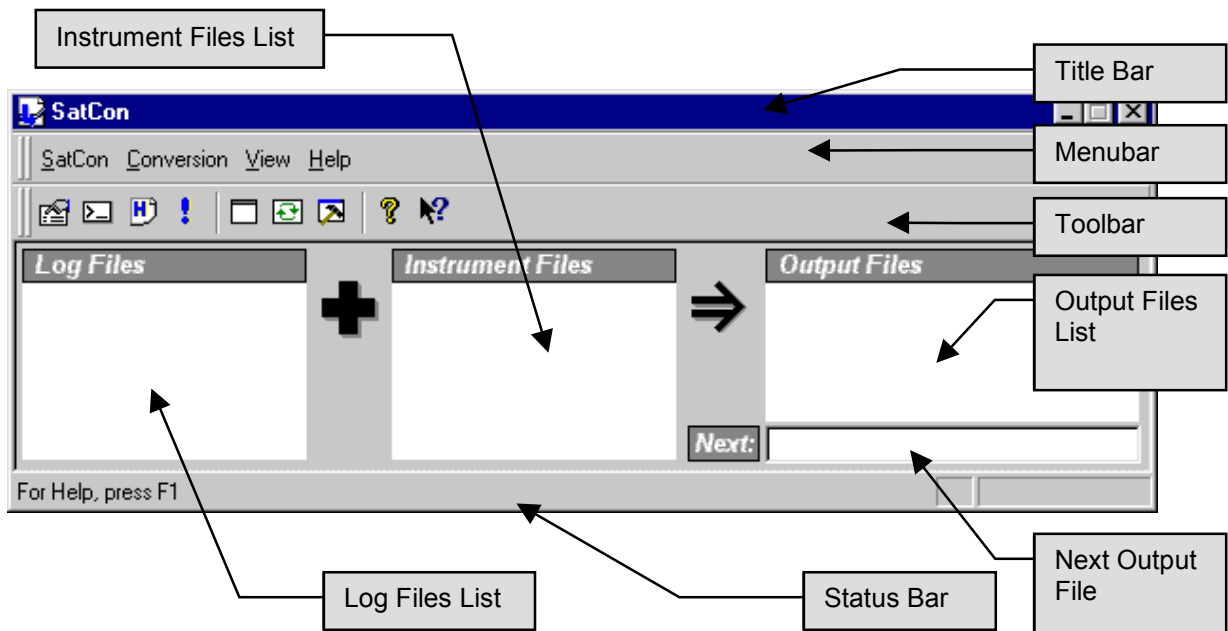 Instrument Files List
Title Bar
SatCon
Menubar
SatCon Conversion View Help
Toolbar
Log Files
Instrument Files
Output Files
Output Files
List
Next:
For Help, press F1
Next Output
File
Log Files List
Status Bar